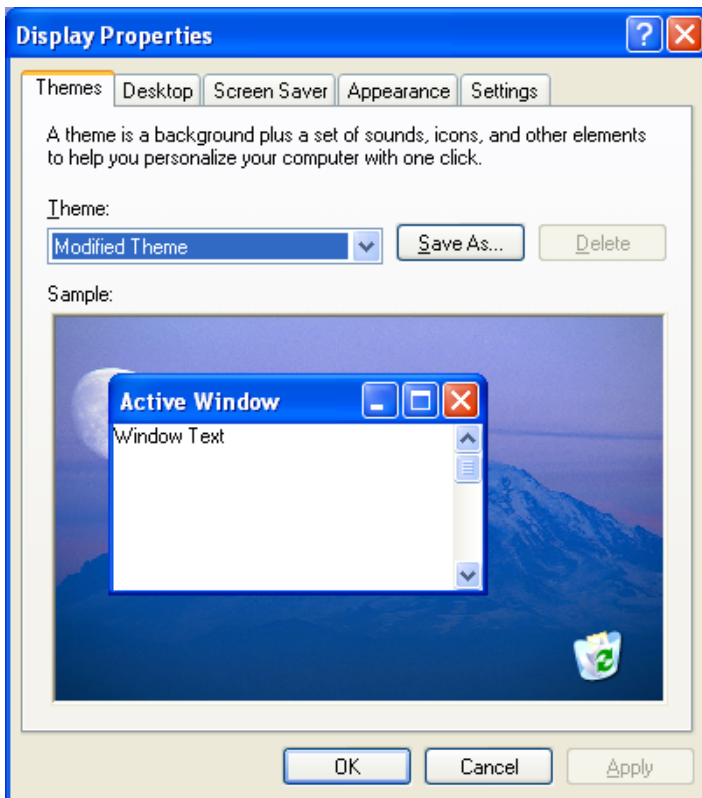 Display Properties
Themes Desktop Screen Saver Appearance Settings
A theme is a background plus a set of sounds, icons, and other elements
to help you personalize your computer with one click.
Theme:
Modified Theme Save As... Delete
Sample:
Active Window
Window Text
OK Cancel Apply